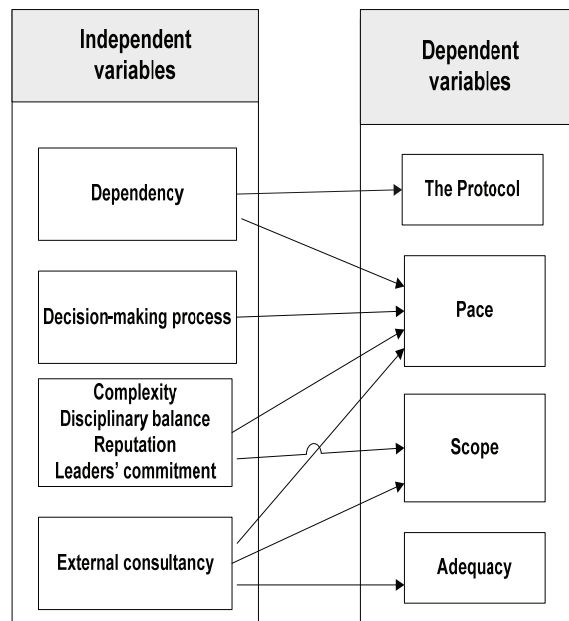 Independent
variables
Dependency
Decision-making process
Complexity
Disciplinary balance
Reputation
Leaders' commitment
External consultancy
Dependent
variables
The Protocol
Pace
Scope
Adequacy